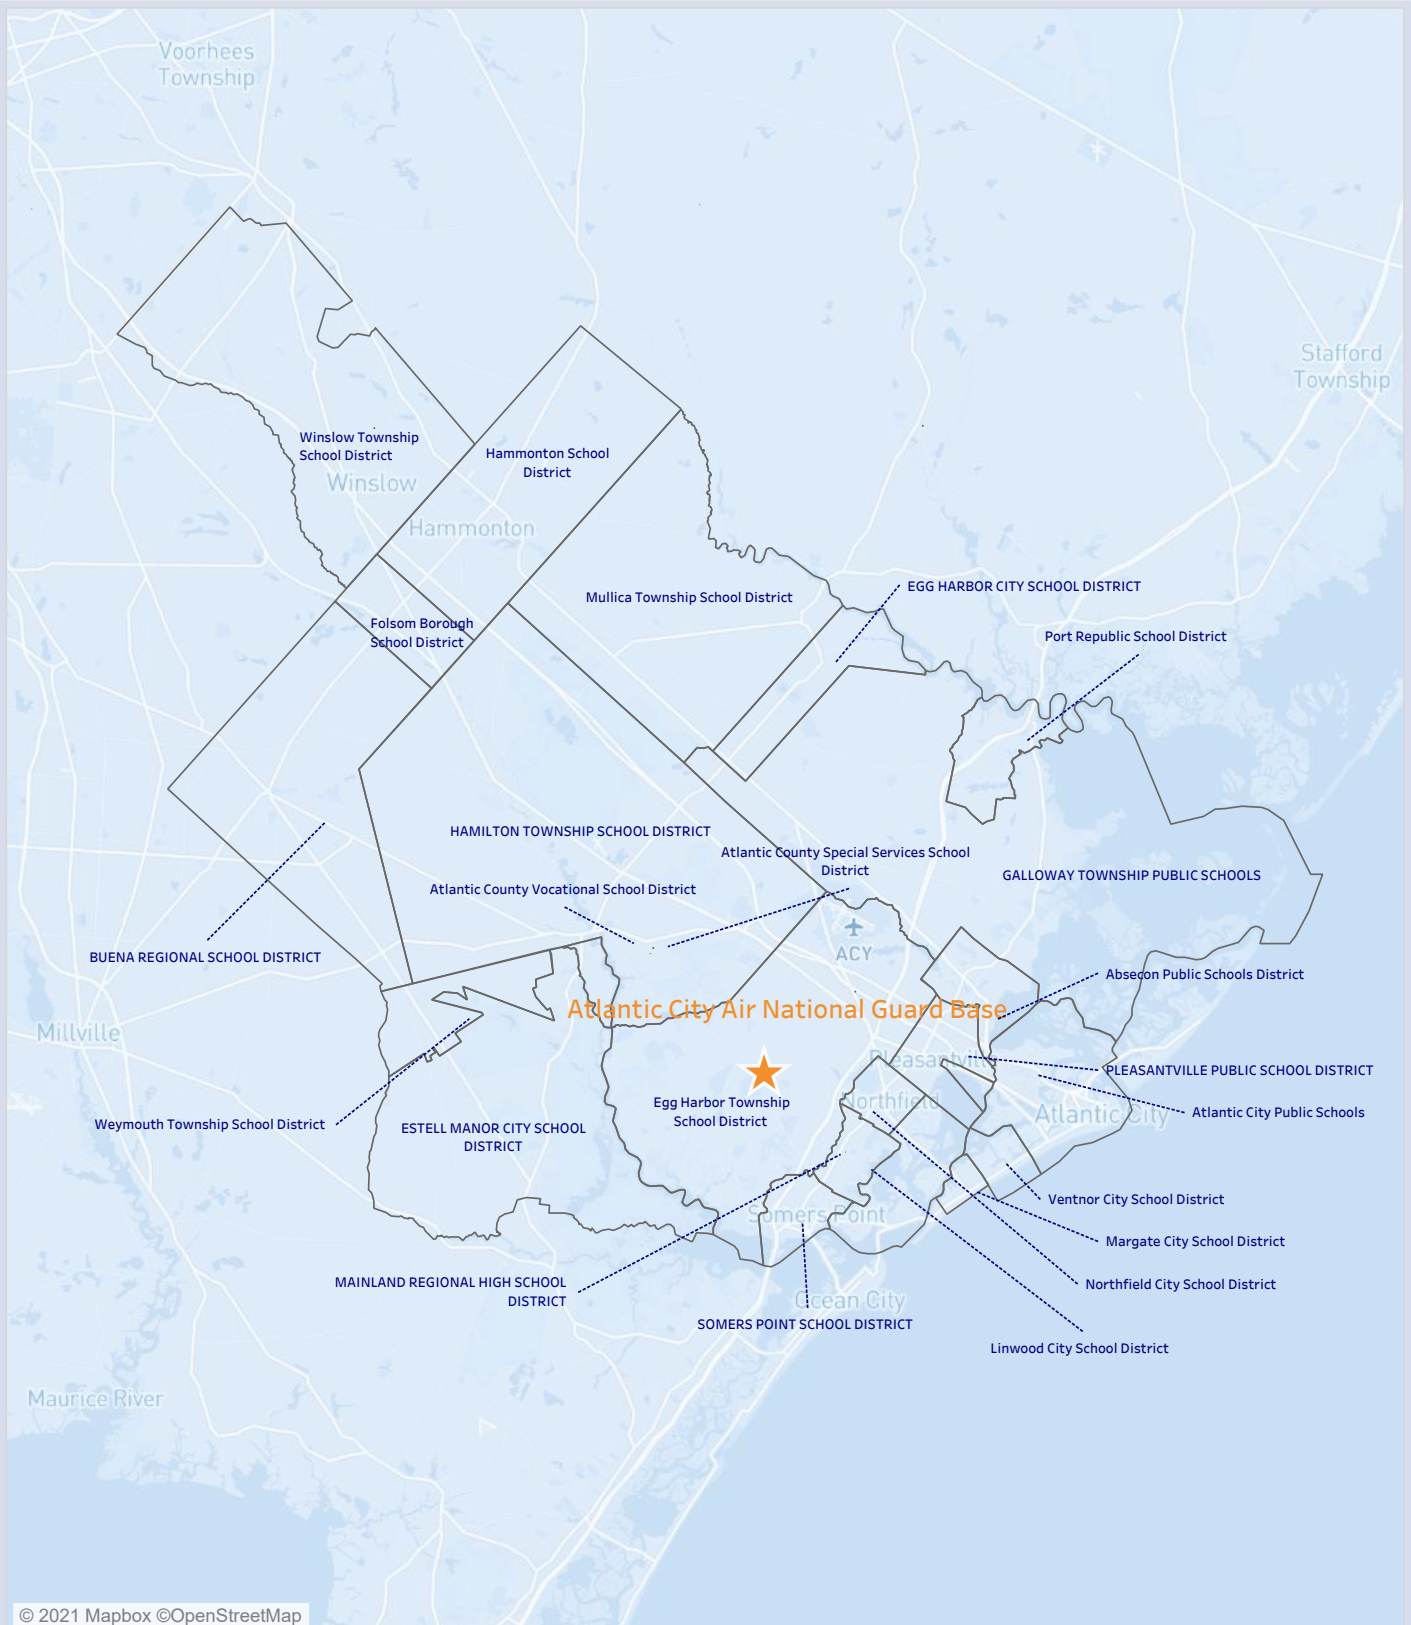 Voorhees
Township
Stafford
Township
Winslow Township
School District
Hammonton School
District
Winslow
Hammonton
EGG HARBOR CITY SCHOOL DISTRICT
Mullica Township School District
Folsom Borough
School District
Port Republic School District
HAMILTON TOWNSHIP SCHOOL DISTRICT
Atlantic County Special Services School
District
GALLOWAY TOWNSHIP PUBLIC SCHOOLS
Atlantic County Vocational School District
ACY
BUENA REGIONAL SCHOOL DISTRICT
Absecon Public Schools District
Atlantic City Air National Guard Base
Millville
Pleasantville
PLEASANTVILLE PUBLIC SCHOOL DISTRICT
Northfield
Egg Harbor Township
School District
Atlantic City
Atlantic City Public Schools
Weymouth Township School District
ESTELL MANOR CITY SCHOOL
DISTRICT
Ventnor City School District
Somers Point
Margate City School District
MAINLAND REGIONAL HIGH SCHOOL
DISTRICT
Northfield City School District
Ocean City
SOMERS POINT SCHOOL DISTRICT
Linwood City School District
Maurice River
© 2021 Mapbox ©OpenStreetMap